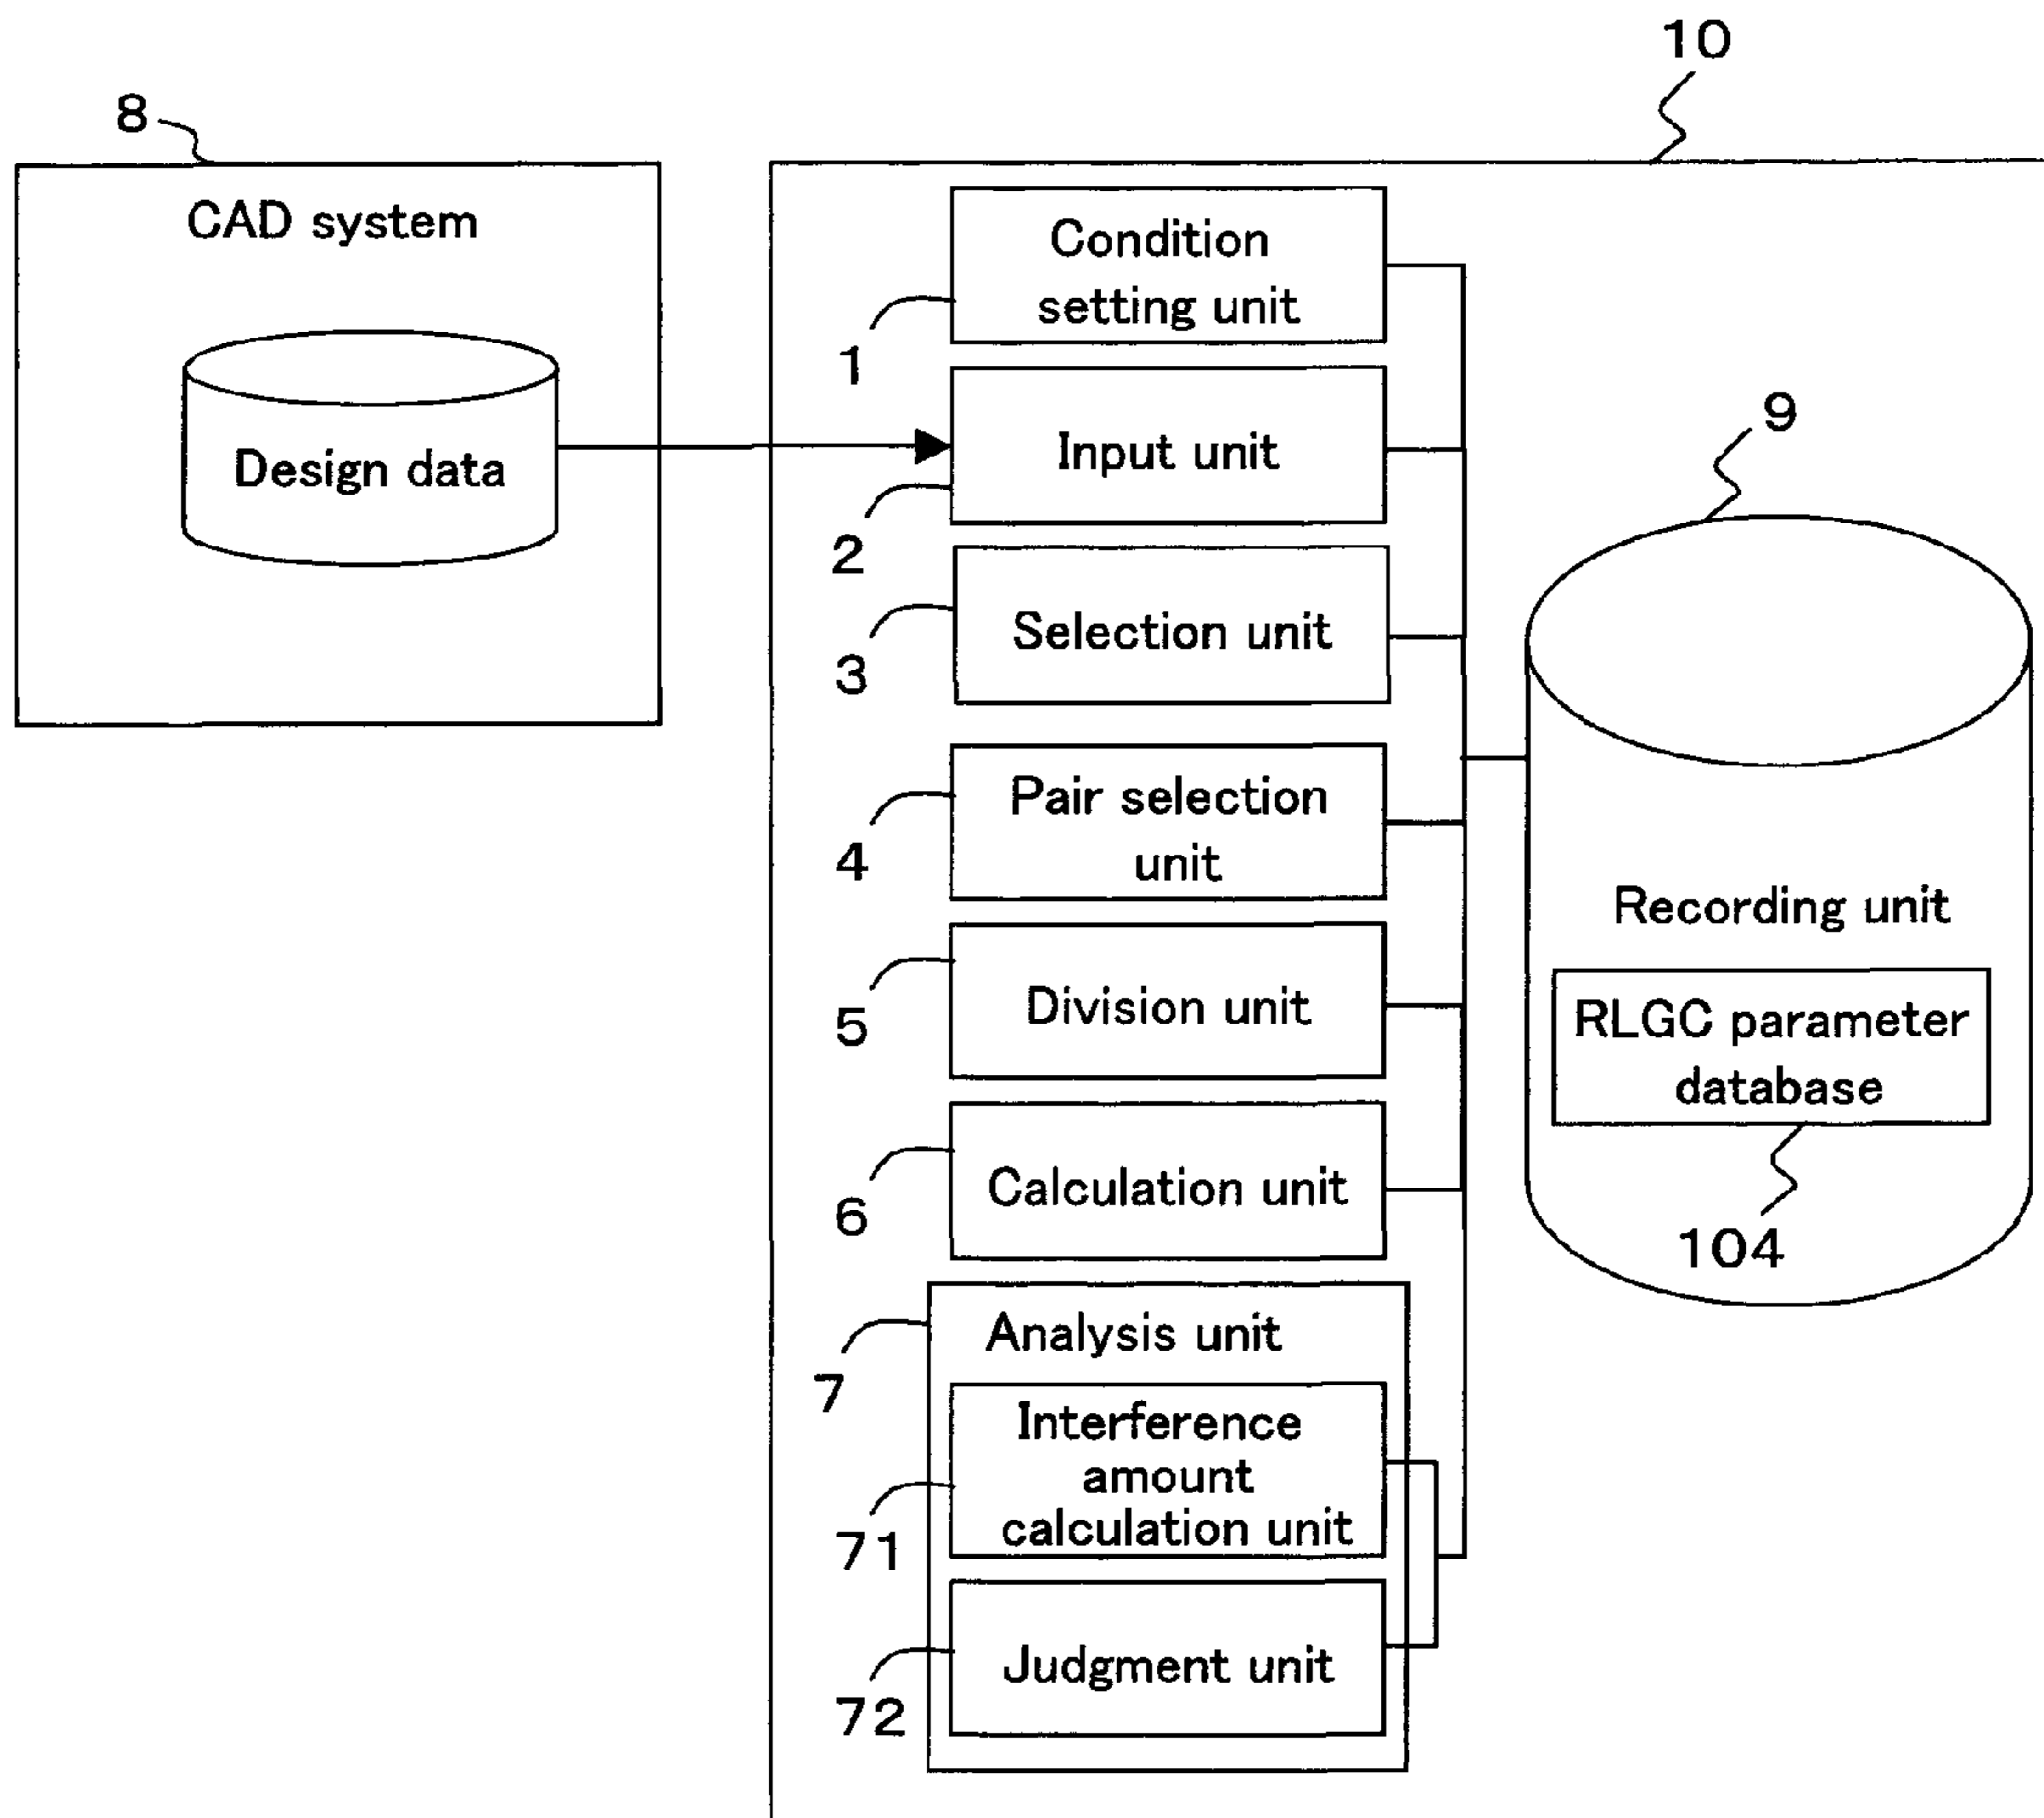 10
8
CAD system
Design data
Condition
setting unit
1
Input unit
2
Selection unit
3
Pair selection
unit
4
Division unit
5
Calculation unit
6
Analysis unit
7
Interference
amount
calculation unit
71
Judgment unit
72
9
Recording unit
RLGC parameter
database
104